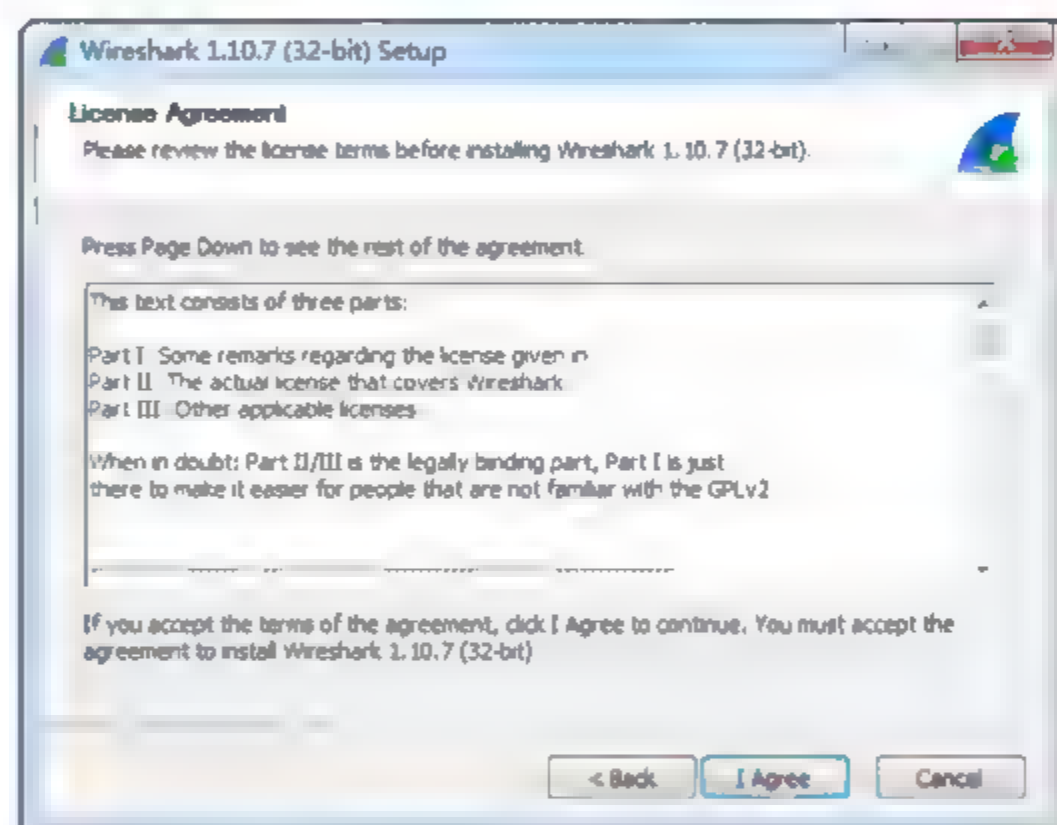 Wireshark 1.10.7 (32-bit) Setup
License Agreement
Please review the license terms before installing Wireshark 1.10.7 (32-bit).
Press Page Down to see the rest of the agreement.
This text consists of three parts:
Part I Some remarks regarding the license given in
Part II The actual license that covers Wireshark
Part III Other applicable licenses
When in doubt: Part II/III is the legally binding part, Part I is just
there to make it easier for people that are not familiar with the GPLv2
If you accept the terms of the agreement, click I Agree to continue. You must accept the
agreement to install Wireshark 1.10.7 (32-bit)
< Back I Agree Cancel